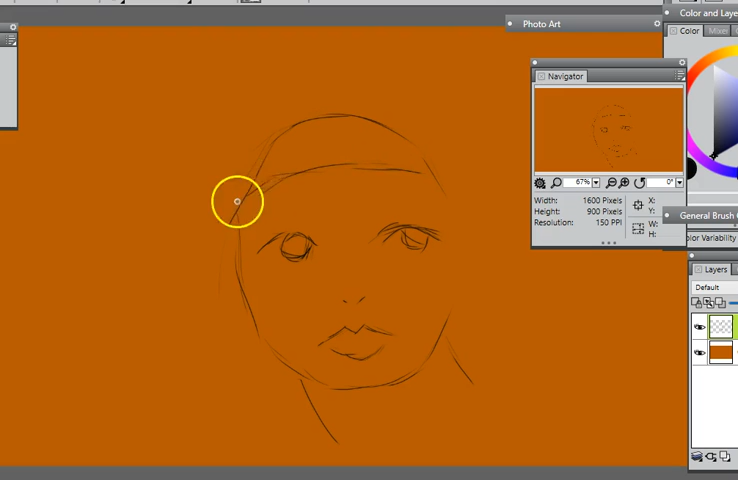 Photo Art
Color and Laye
Color
Mixer
Navigator
67%
0°
Width: 1600 Pixels
Height: 900 Pixels
Resolution: 150 PPI
X:
Y:
W:
H:
General Brush
olor Variability
Layers
Default